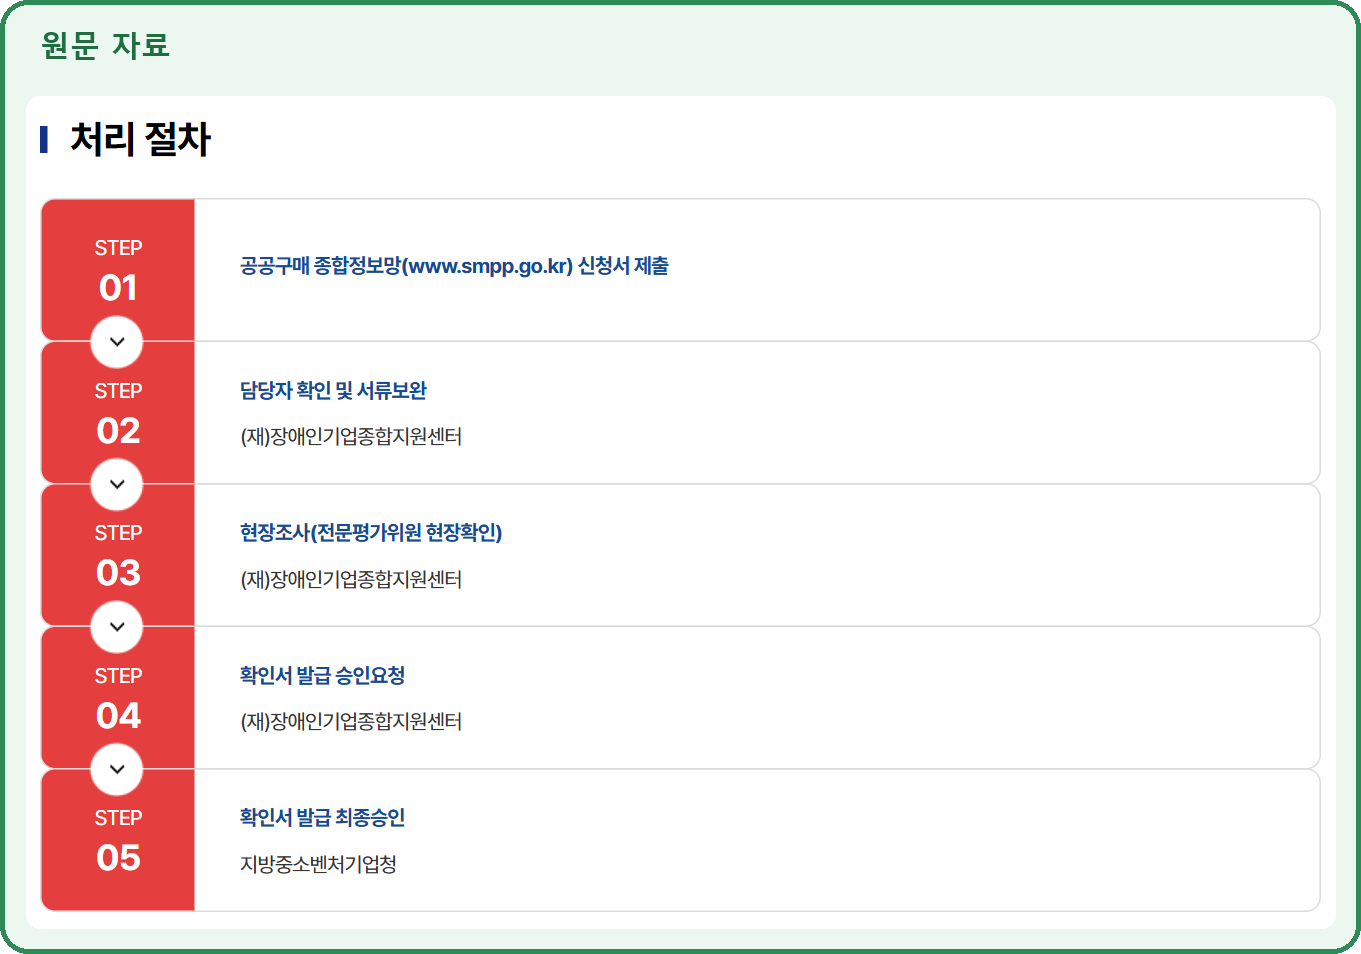 원문 자료
처리 절차
STEP
01
공공구매 종합정보망(www.smpp.go.kr) 신청서 제출
STEP
02
담당자 확인 및 서류보완
(재)장애인기업종합지원센터
STEP
03
현장조사(전문평가위원 현장확인)
(재)장애인기업종합지원센터
STEP
04
확인서 발급 승인요청
(재)장애인기업종합지원센터
STEP
05
확인서 발급 최종승인
지방중소벤처기업청